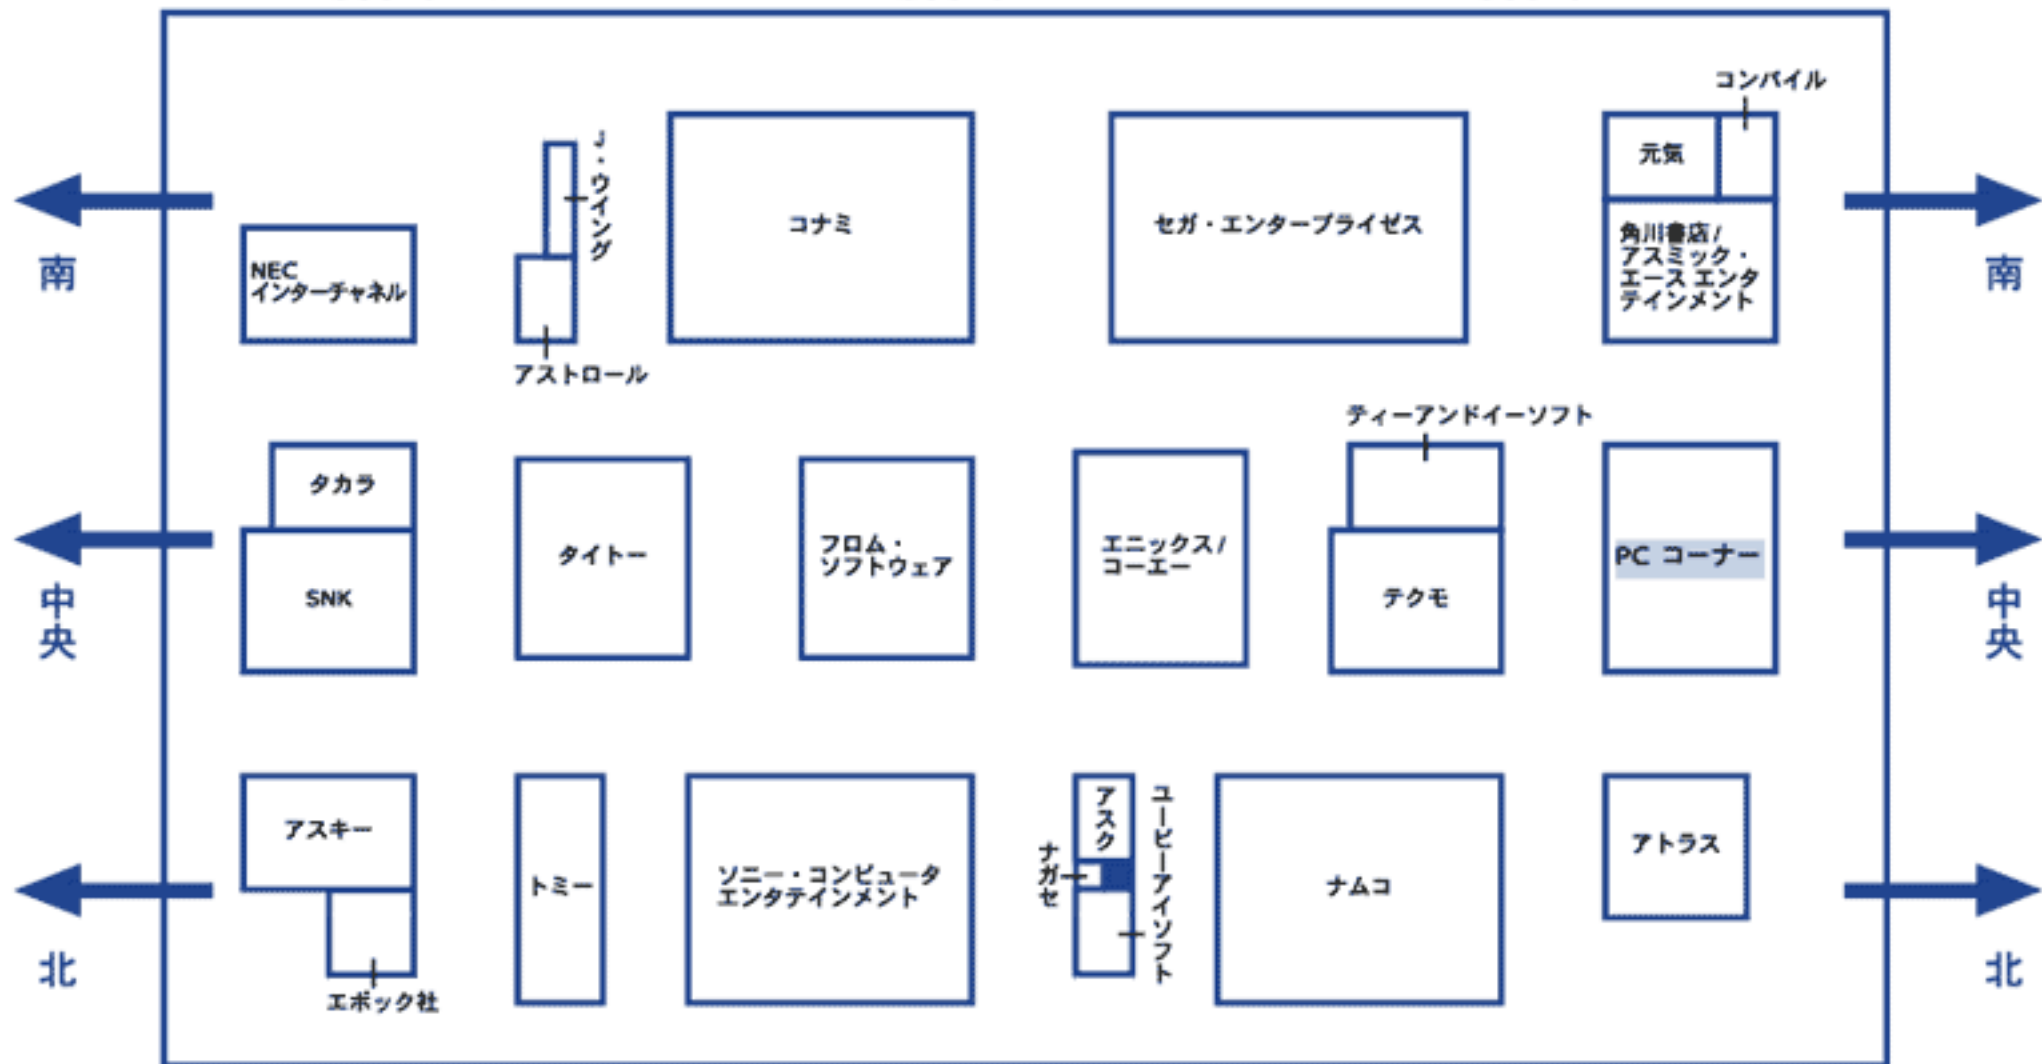 コンパイル
J・ウイング
元気
コナミ
セガ・エンタープライゼス
南
NEC
インターチャネル
角川書店/
アスミック・
エース エンタ
テインメント
南
アストロール
ティーアンドイーソフト
タカラ
タイトー
フロム・
ソフトウェア
エニックス/
コーエー
PC コーナー
中央
SNK
テクモ
中央
アスキー
トミー
ソニー・コンピュータ
エンタテインメント
アスク
ナガセ
ユービーアイソフト
ナムコ
アトラス
北
エポック社
北